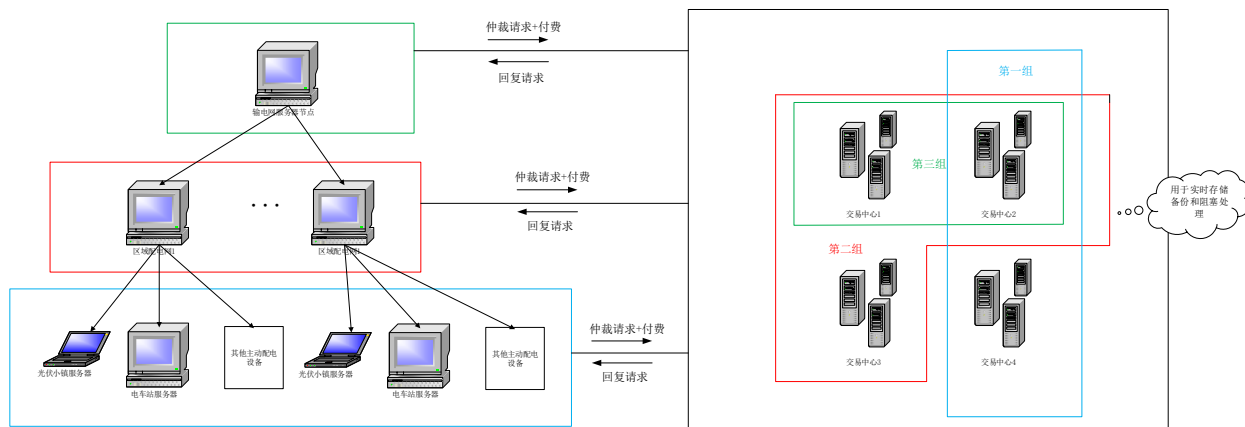 仲裁请求+付费
回复请求
输电网服务器节点
仲裁请求+付费
回复请求
...
区域配电网1
区域配电网1
仲裁请求+付费
回复请求
光伏小镇服务器
电车站服务器
其他主动配电
设备
光伏小镇服务器
电车站服务器
其他主动配电
设备
第一组
第三组
交易中心1
交易中心2
第二组
交易中心3
交易中心4
用于实时存储
备份和阻塞处
理